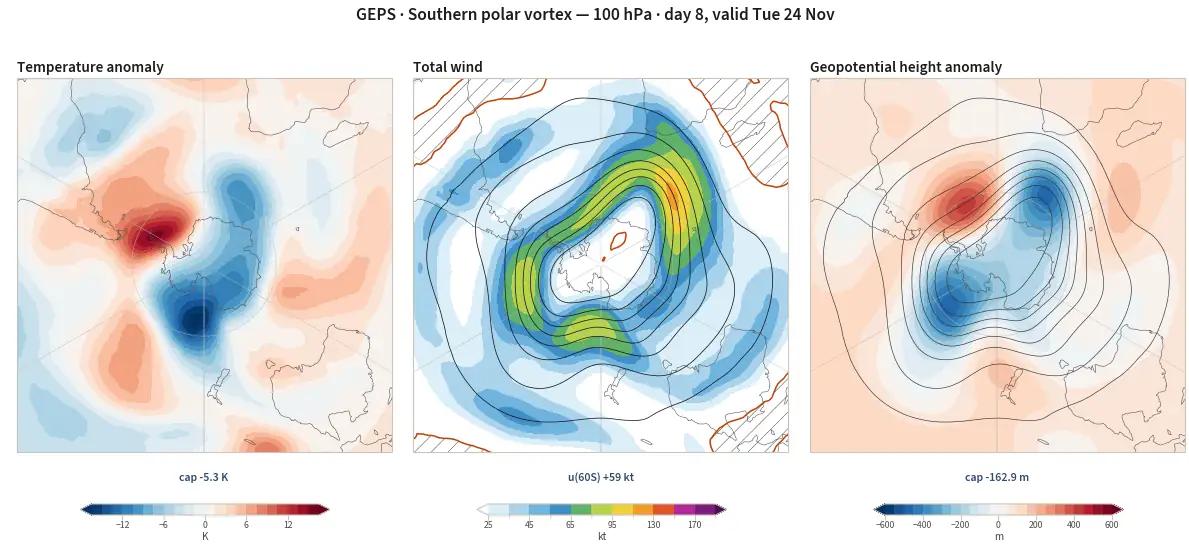 GEPS · Southern polar vortex — 100 hPa · day 8, valid Tue 24 Nov
Temperature anomaly
Total wind
Geopotential height anomaly
cap -5.3 K
u(60S) +59 kt
cap -162.9 m
−12 −6 0 6 12
K
25 45 65 95 130 170
kt
−600 −400 −200 0 200 400 600
m